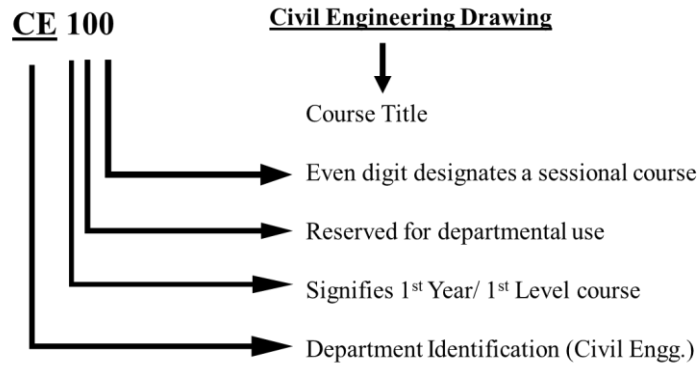 CE 100 Civil Engineering Drawing
Course Title
Even digit designates a sessional course
Reserved for departmental use
Signifies 1st Year/ 1st Level course
Department Identification (Civil Engg.)